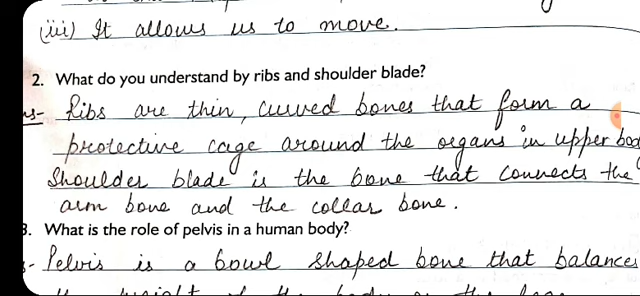 (iii) It allows us to move.
2. What do you understand by ribs and shoulder blade?
Ribs are thin, curved bones that form a
protective cage around the organs in upper bod
Shoulder blade is the bone that connects the
arm bone and the collar bone.
3. What is the role of pelvis in a human body?
Pelvis is a bowl shaped bone that balances